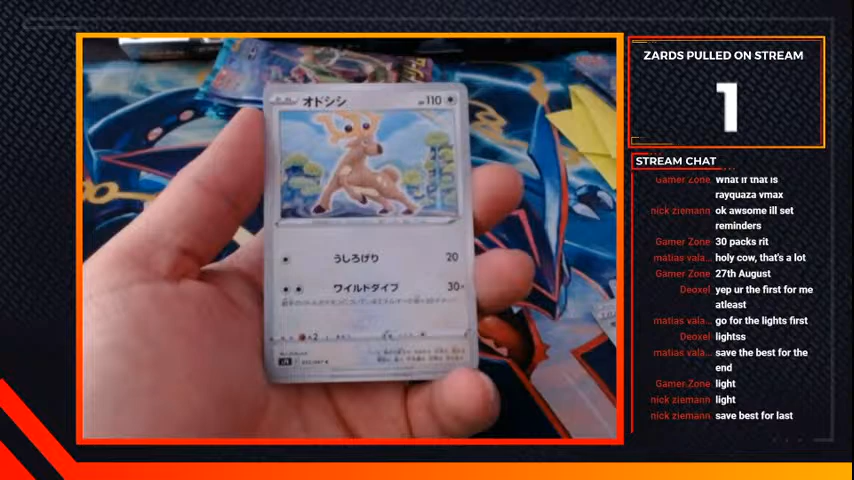 ZARDS PULLED ON STREAM
1
STREAM CHAT
Gamer Zone What if that is
rayquaza vmax
nick ziemann ok awsome ill set
reminders
Gamer Zone 30 packs rit
matias vala... holy cow, that's a lot
Gamer Zone 27th August
Deoxel yep ur the first for me
atleast
matias vala... go for the lights first
Deoxel lightss
matias vala... save the best for the
end
Gamer Zone light
nick ziemann light
nick ziemann save best for last
オドシシ 110
うしろげり 20
ワイルドタイプ 30+
×2